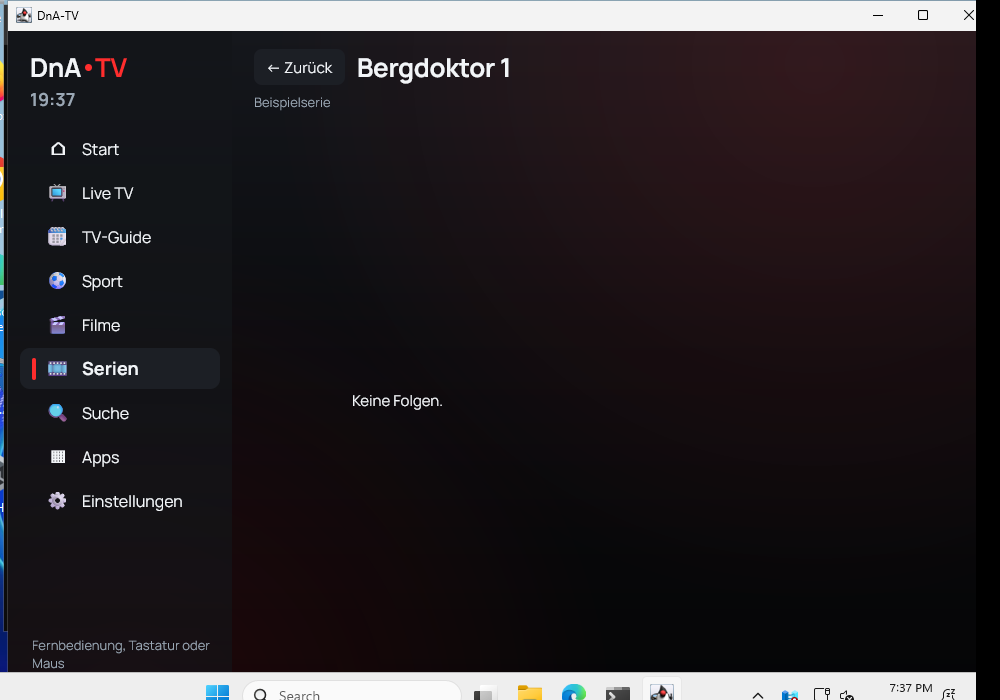 DnA-TV
DnA•TV
19:37
← Zurück
Bergdoktor 1
Beispielserie
Start
Live TV
TV-Guide
Sport
Filme
Serien
Suche
Apps
Einstellungen
Keine Folgen.
Fernbedienung, Tastatur oder
Maus
Search
7:37 PM